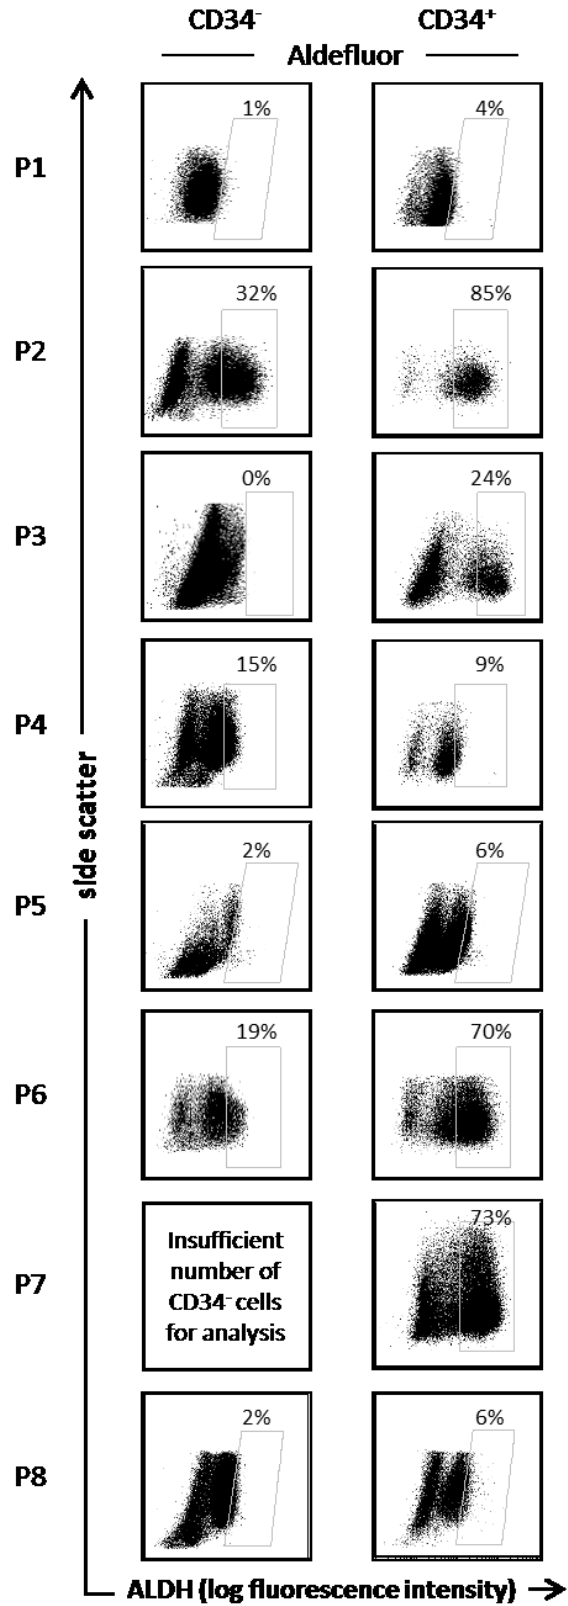 CD34⁻ CD34⁺
Aldefluor
P1 1% 4%
P2 32% 85%
P3 0% 24%
P4 15% 9%
P5 2% 6%
P6 19% 70%
P7
Insufficient
number of
CD34⁻ cells
for analysis
73%
P8 2% 6%
side scatter
ALDH (log fluorescence intensity)